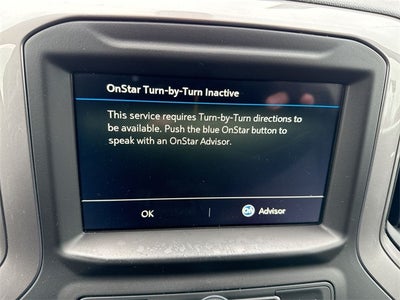 OnStar Turn-by-Turn Inactive
This service requires Turn-by-Turn directions to
be available. Push the blue OnStar button to
speak with an OnStar Advisor.
OK
Advisor